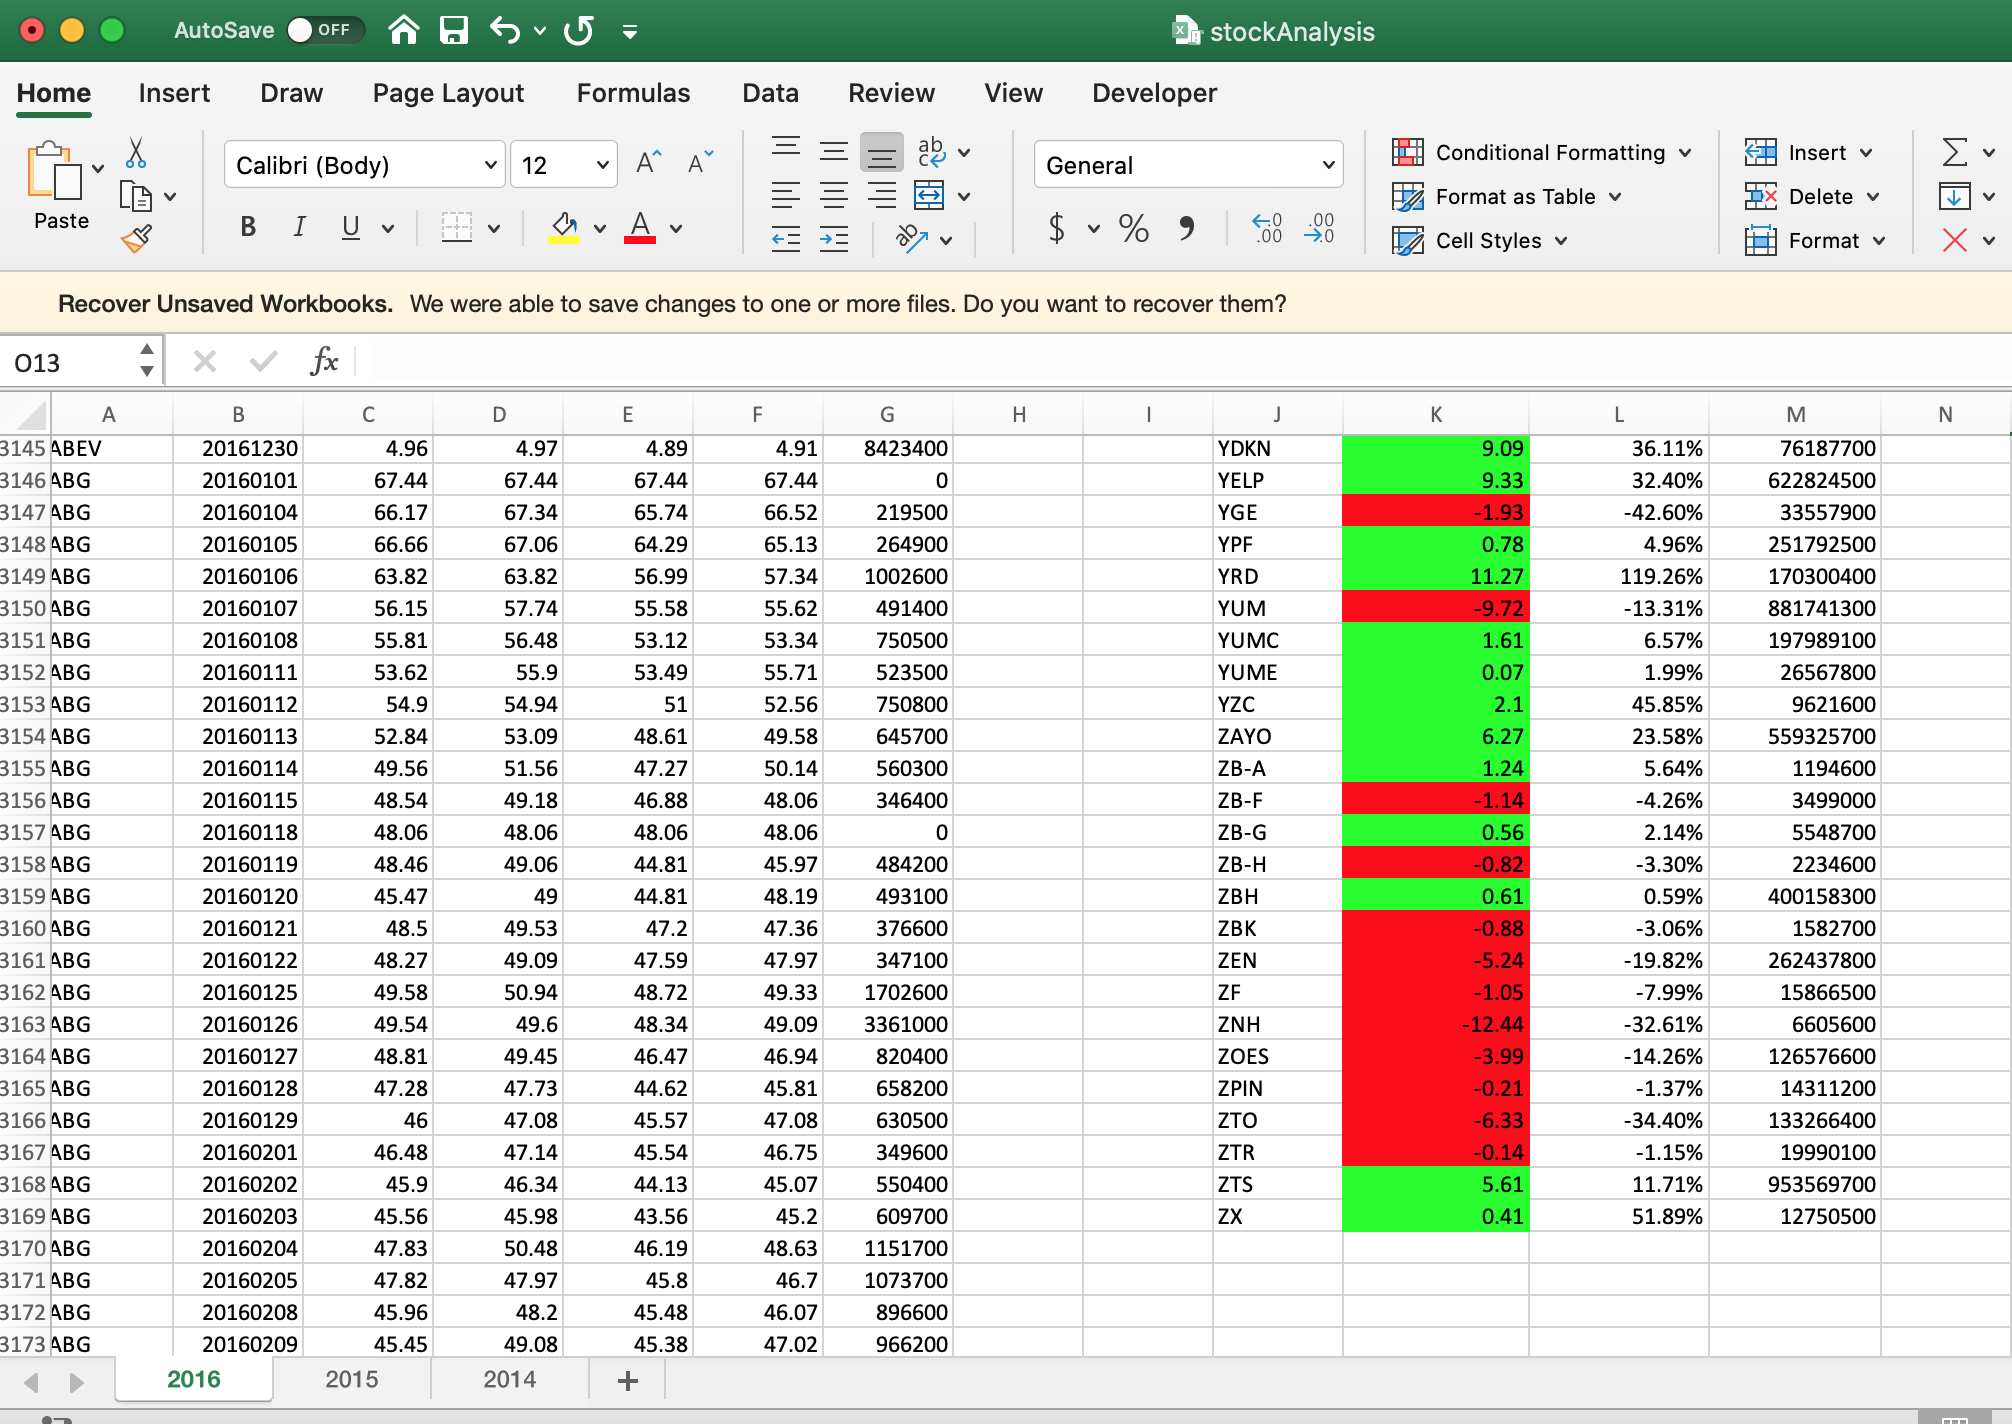 AutoSave OFF stockAnalysis
Home Insert Draw Page Layout Formulas Data Review View Developer
Paste
Calibri (Body) 12 A^ A˅ ab General Conditional Formatting Insert Σ
c Format as Table Delete
B I U A ab $ % , ←0 .00 .00 →.0 Cell Styles Format
Recover Unsaved Workbooks. We were able to save changes to one or more files. Do you want to recover them?
O13 fx
A B C D E F G H I J K L M N
3145 ABEV 20161230 4.96 4.97 4.89 4.91 8423400 YDKN 9.09 36.11% 76187700
3146 ABG 20160101 67.44 67.44 67.44 67.44 0 YELP 9.33 32.40% 622824500
3147 ABG 20160104 66.17 67.34 65.74 66.52 219500 YGE -1.93 -42.60% 33557900
3148 ABG 20160105 66.66 67.06 64.29 65.13 264900 YPF 0.78 4.96% 251792500
3149 ABG 20160106 63.82 63.82 56.99 57.34 1002600 YRD 11.27 119.26% 170300400
3150 ABG 20160107 56.15 57.74 55.58 55.62 491400 YUM -9.72 -13.31% 881741300
3151 ABG 20160108 55.81 56.48 53.12 53.34 750500 YUMC 1.61 6.57% 197989100
3152 ABG 20160111 53.62 55.9 53.49 55.71 523500 YUME 0.07 1.99% 26567800
3153 ABG 20160112 54.9 54.94 51 52.56 750800 YZC 2.1 45.85% 9621600
3154 ABG 20160113 52.84 53.09 48.61 49.58 645700 ZAYO 6.27 23.58% 559325700
3155 ABG 20160114 49.56 51.56 47.27 50.14 560300 ZB-A 1.24 5.64% 1194600
3156 ABG 20160115 48.54 49.18 46.88 48.06 346400 ZB-F -1.14 -4.26% 3499000
3157 ABG 20160118 48.06 48.06 48.06 48.06 0 ZB-G 0.56 2.14% 5548700
3158 ABG 20160119 48.46 49.06 44.81 45.97 484200 ZB-H -0.82 -3.30% 2234600
3159 ABG 20160120 45.47 49 44.81 48.19 493100 ZBH 0.61 0.59% 400158300
3160 ABG 20160121 48.5 49.53 47.2 47.36 376600 ZBK -0.88 -3.06% 1582700
3161 ABG 20160122 48.27 49.09 47.59 47.97 347100 ZEN -5.24 -19.82% 262437800
3162 ABG 20160125 49.58 50.94 48.72 49.33 1702600 ZF -1.05 -7.99% 15866500
3163 ABG 20160126 49.54 49.6 48.34 49.09 3361000 ZNH -12.44 -32.61% 6605600
3164 ABG 20160127 48.81 49.45 46.47 46.94 820400 ZOES -3.99 -14.26% 126576600
3165 ABG 20160128 47.28 47.73 44.62 45.81 658200 ZPIN -0.21 -1.37% 14311200
3166 ABG 20160129 46 47.08 45.57 47.08 630500 ZTO -6.33 -34.40% 133266400
3167 ABG 20160201 46.48 47.14 45.54 46.75 349600 ZTR -0.14 -1.15% 19990100
3168 ABG 20160202 45.9 46.34 44.13 45.07 550400 ZTS 5.61 11.71% 953569700
3169 ABG 20160203 45.56 45.98 43.56 45.2 609700 ZX 0.41 51.89% 12750500
3170 ABG 20160204 47.83 50.48 46.19 48.63 1151700
3171 ABG 20160205 47.82 47.97 45.8 46.7 1073700
3172 ABG 20160208 45.96 48.2 45.48 46.07 896600
3173 ABG 20160209 45.45 49.08 45.38 47.02 966200
2016 2015 2014 +